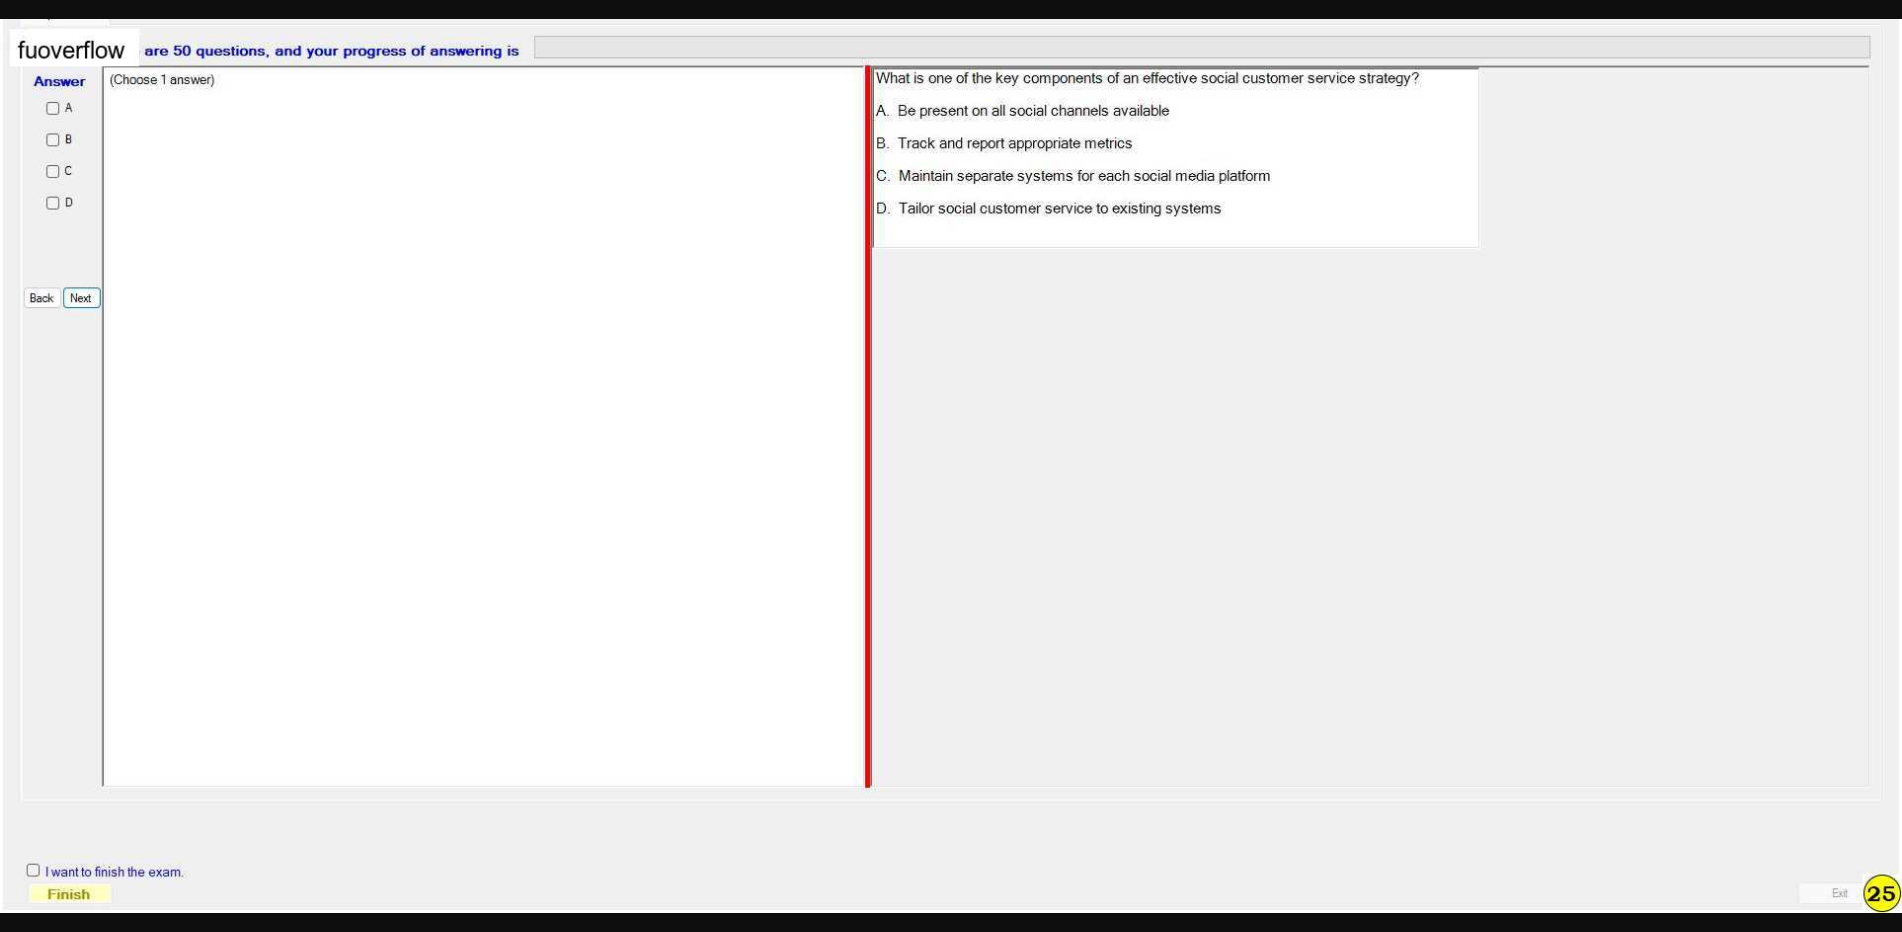 fuoverflow are 50 questions, and your progress of answering is
Answer
(Choose 1 answer)
A
B
C
D
Back Next
What is one of the key components of an effective social customer service strategy?
A. Be present on all social channels available
B. Track and report appropriate metrics
C. Maintain separate systems for each social media platform
D. Tailor social customer service to existing systems
I want to finish the exam.
Finish
Exit
25